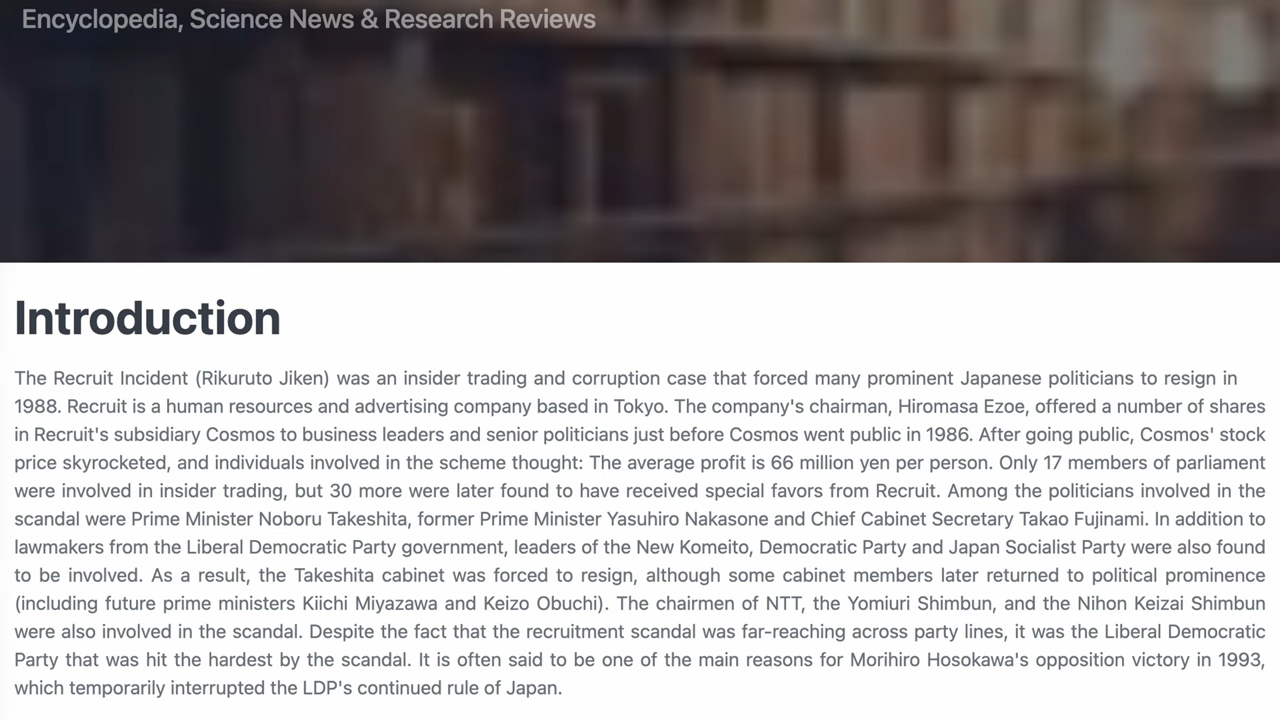 Encyclopedia, Science News & Research Reviews
Introduction
The Recruit Incident (Rikuruto Jiken) was an insider trading and corruption case that forced many prominent Japanese politicians to resign in
1988. Recruit is a human resources and advertising company based in Tokyo. The company's chairman, Hiromasa Ezoe, offered a number of shares
in Recruit's subsidiary Cosmos to business leaders and senior politicians just before Cosmos went public in 1986. After going public, Cosmos' stock
price skyrocketed, and individuals involved in the scheme thought: The average profit is 66 million yen per person. Only 17 members of parliament
were involved in insider trading, but 30 more were later found to have received special favors from Recruit. Among the politicians involved in the
scandal were Prime Minister Noboru Takeshita, former Prime Minister Yasuhiro Nakasone and Chief Cabinet Secretary Takao Fujinami. In addition to
lawmakers from the Liberal Democratic Party government, leaders of the New Komeito, Democratic Party and Japan Socialist Party were also found
to be involved. As a result, the Takeshita cabinet was forced to resign, although some cabinet members later returned to political prominence
(including future prime ministers Kiichi Miyazawa and Keizo Obuchi). The chairmen of NTT, the Yomiuri Shimbun, and the Nihon Keizai Shimbun
were also involved in the scandal. Despite the fact that the recruitment scandal was far-reaching across party lines, it was the Liberal Democratic
Party that was hit the hardest by the scandal. It is often said to be one of the main reasons for Morihiro Hosokawa's opposition victory in 1993,
which temporarily interrupted the LDP's continued rule of Japan.